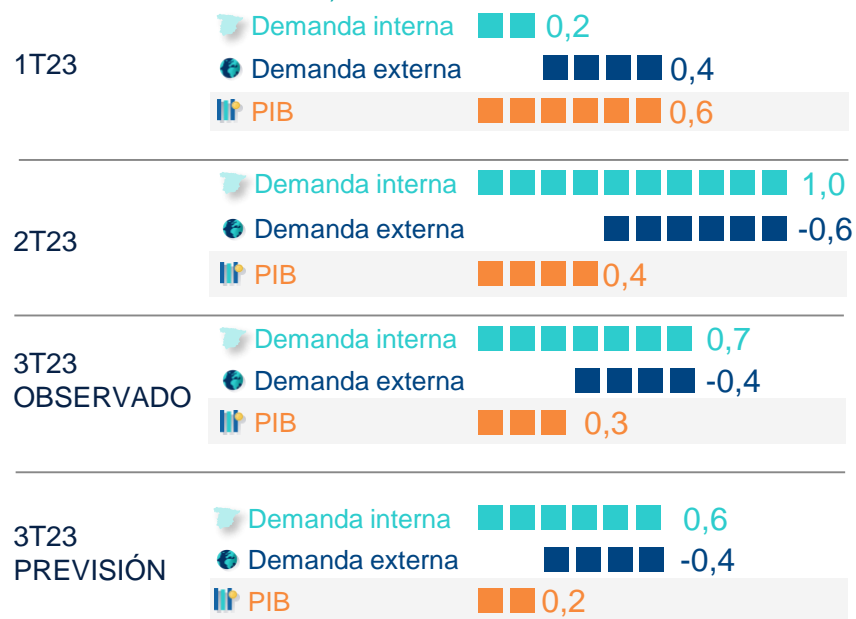 1T23
Demanda interna 0,2
Demanda externa 0,4
PIB 0,6
2T23
Demanda interna 1,0
Demanda externa -0,6
PIB 0,4
3T23
OBSERVADO
Demanda interna 0,7
Demanda externa -0,4
PIB 0,3
3T23
PREVISIÓN
Demanda interna 0,6
Demanda externa -0,4
PIB 0,2